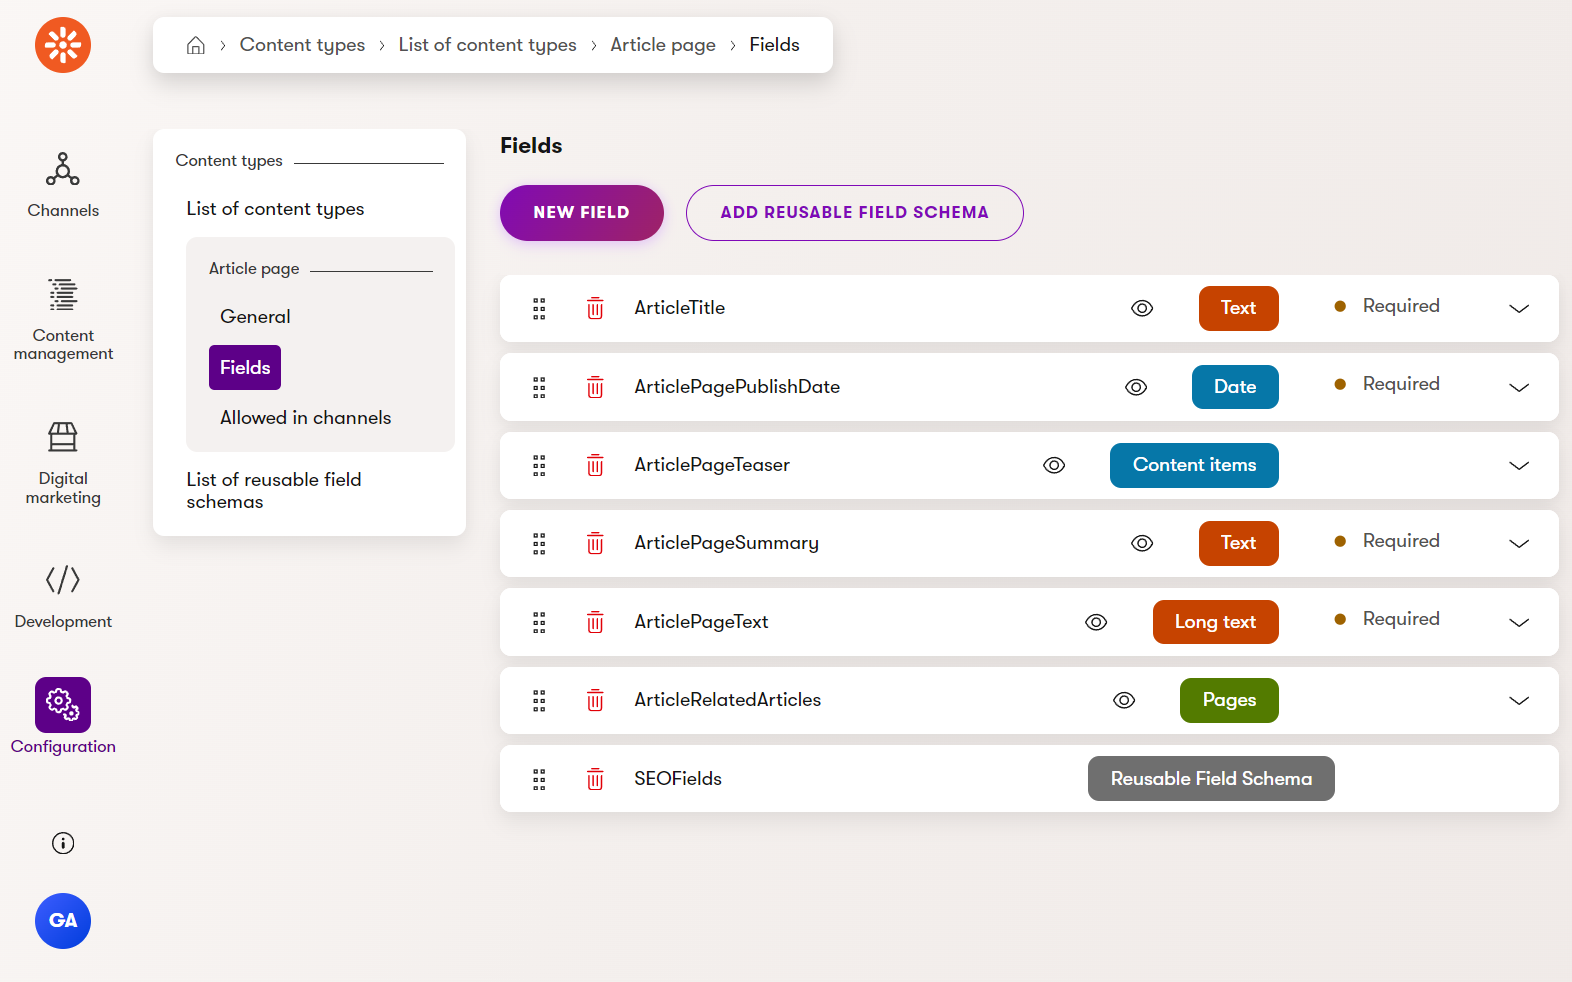 Content types
List of content types
Article page
Fields
Channels
Content
management
Digital
marketing
Development
Configuration
GA
Content types
List of content types
Article page
General
Fields
Allowed in channels
List of reusable field
schemas
Fields
NEW FIELD
ADD REUSABLE FIELD SCHEMA
ArticleTitle Text Required
ArticlePagePublishDate Date Required
ArticlePageTeaser Content items
ArticlePageSummary Text Required
ArticlePageText Long text Required
ArticleRelatedArticles Pages
SEOFields Reusable Field Schema